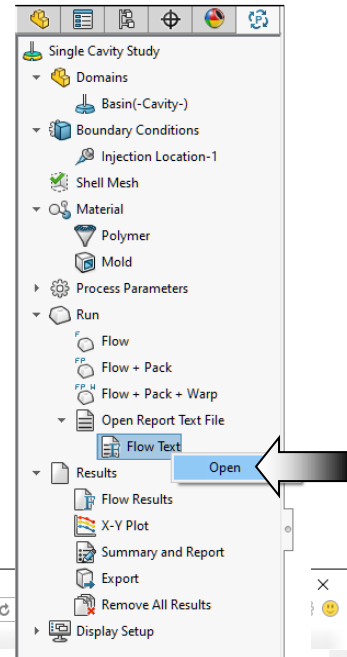 Single Cavity Study
Domains
Basin(-Cavity-)
Boundary Conditions
Injection Location-1
Shell Mesh
Material
Polymer
Mold
Process Parameters
Run
Flow
Flow + Pack
Flow + Pack + Warp
Open Report Text File
Flow Text
Open
Results
Flow Results
X-Y Plot
Summary and Report
Export
Remove All Results
Display Setup